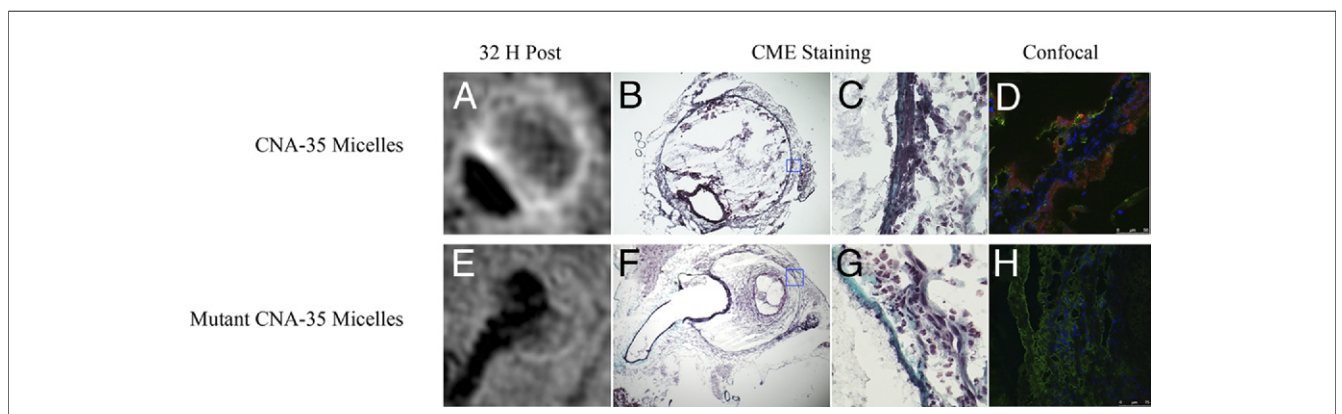 32 H Post CME Staining Confocal
CNA-35 Micelles
A B C D
Mutant CNA-35 Micelles
E F G H